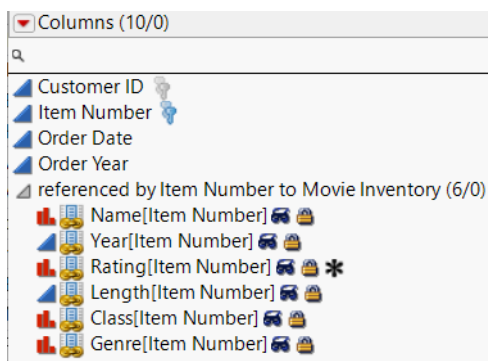 Columns (10/0)
Customer ID
Item Number
Order Date
Order Year
referenced by Item Number to Movie Inventory (6/0)
Name[Item Number]
Year[Item Number]
Rating[Item Number] *
Length[Item Number]
Class[Item Number]
Genre[Item Number]